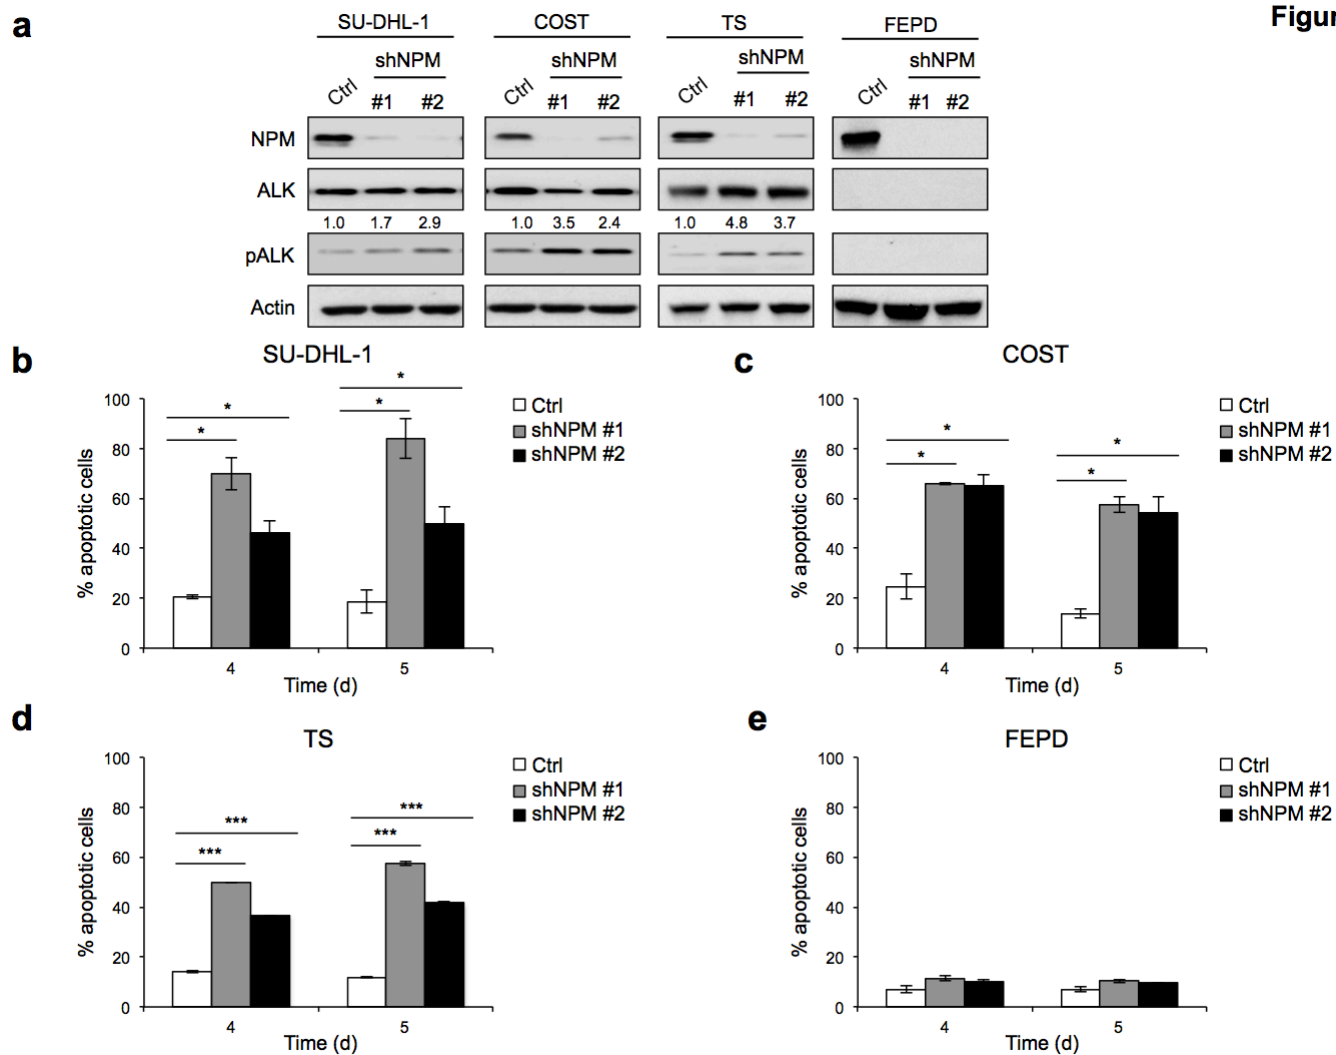 a
Figur
SU-DHL-1 COST TS FEPD
shNPM shNPM shNPM shNPM
Ctrl #1 #2 Ctrl #1 #2 Ctrl #1 #2 Ctrl #1 #2
NPM
ALK
1.0 1.7 2.9 1.0 3.5 2.4 1.0 4.8 3.7
pALK
Actin
b
SU-DHL-1
% apoptotic cells
100
80
60
40
20
0
* * * *
4 5
Time (d)
Ctrl
shNPM #1
shNPM #2
c
COST
% apoptotic cells
100
80
60
40
20
0
* * * *
4 5
Time (d)
Ctrl
shNPM #1
shNPM #2
d
TS
% apoptotic cells
100
80
60
40
20
0
*** *** *** ***
4 5
Time (d)
Ctrl
shNPM #1
shNPM #2
e
FEPD
% apoptotic cells
100
80
60
40
20
0
4 5
Time (d)
Ctrl
shNPM #1
shNPM #2